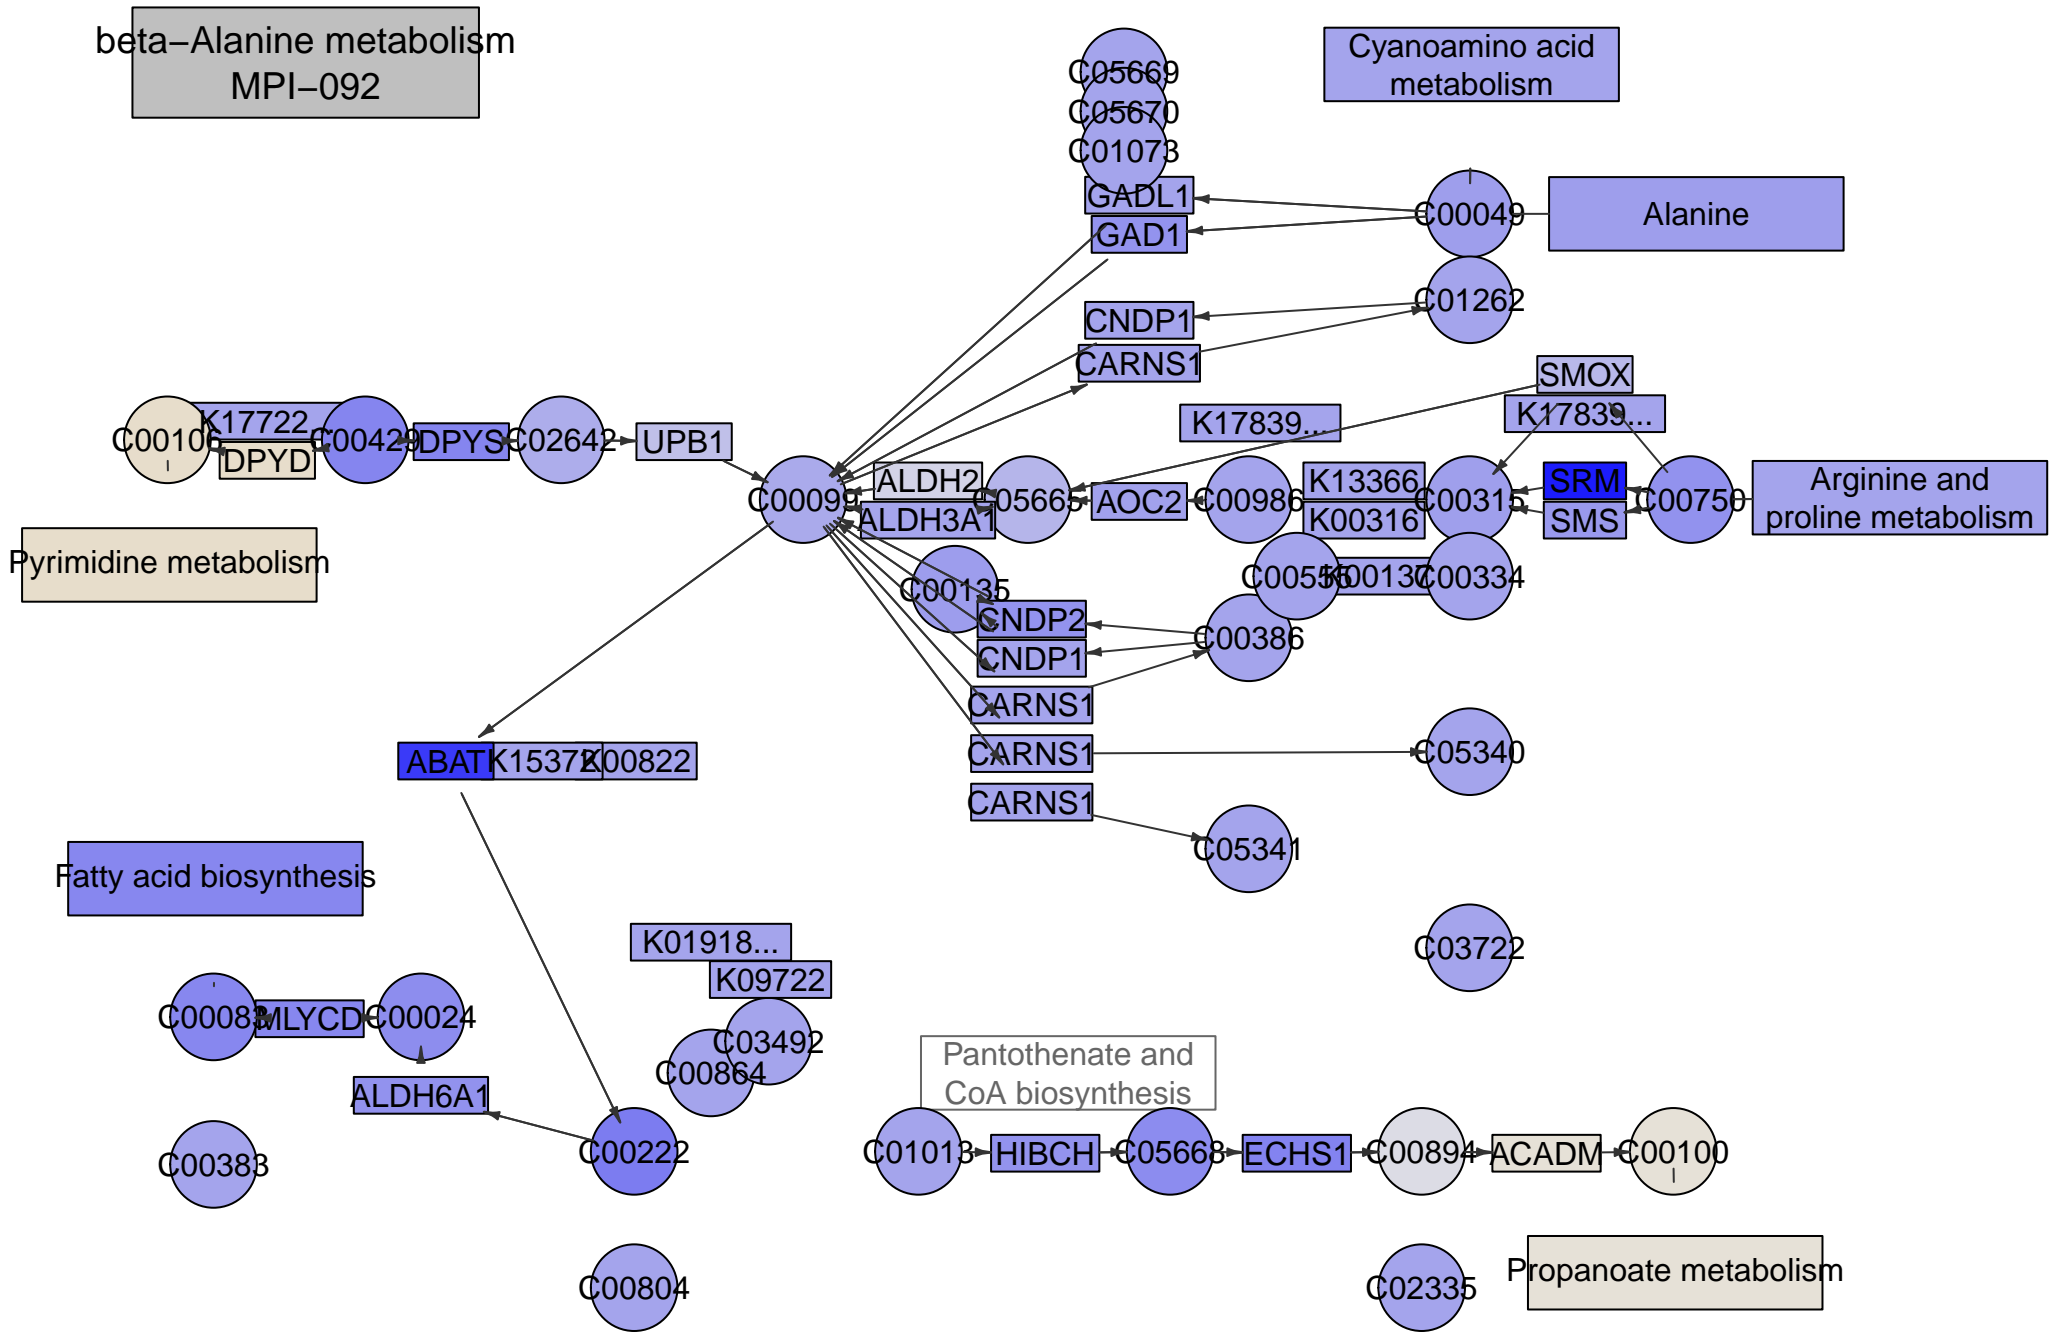 beta−Alanine metabolism
MPI−092
C05669
C05670
C01073
Cyanoamino acid
metabolism
GADL1
GAD1
C00049
Alanine
C01262
CNDP1
CARNS1
SMOX
K17839...
K17839...
C00106
K17722...
DPYD
C00429
DPYS
C02642
UPB1
C00099
ALDH2
ALDH3A1
C05665
AOC2
C00986
K13366
K00316
C00315
SRM
SMS
C00750
Arginine and
proline metabolism
Pyrimidine metabolism
C00135
C00555
K00137
C00334
CNDP2
CNDP1
C00386
CARNS1
CARNS1
CARNS1
C05340
C05341
ABAT
K15372
K00822
Fatty acid biosynthesis
K01918...
K09722
C03722
C00083
MLYCD
C00024
C03492
C00864
ALDH6A1
Pantothenate and
CoA biosynthesis
C00383
C00222
C01013
HIBCH
C05668
ECHS1
C00894
ACADM
C00100
C00804
C02335
Propanoate metabolism